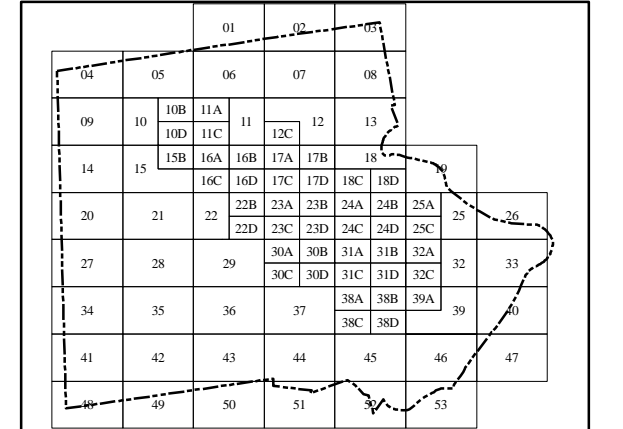 01 02 03
04 05 06 07 08
10B 11A
09 10 11 12 13
10D 11C 12C
15B 16A 16B 17A 17B 18
14 15 19
16C 16D 17C 17D 18C 18D
22B 23A 23B 24A 24B 25A
20 21 22 25 26
22D 23C 23D 24C 24D 25C
30A 30B 31A 31B 32A
27 28 29 32 33
30C 30D 31C 31D 32C
38A 38B 39A
34 35 36 37 39 40
38C 38D
41 42 43 44 45 46 47
48 49 50 51 52 53